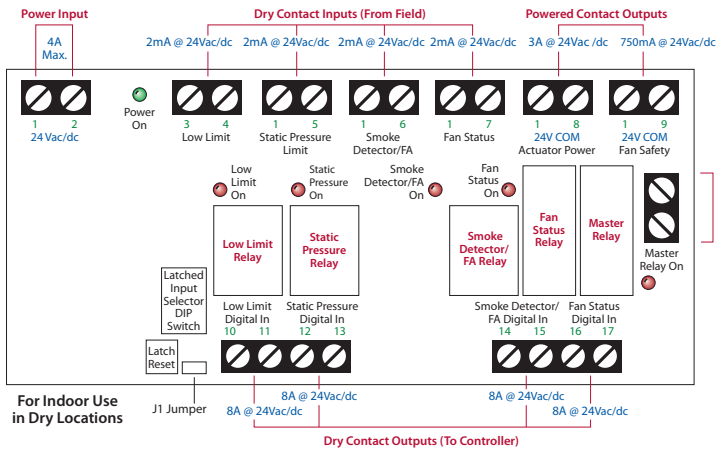 Power Input
Dry Contact Inputs (From Field)
Powered Contact Outputs
4A
Max.
2mA @ 24Vac/dc
2mA @ 24Vac/dc
2mA @ 24Vac/dc
2mA @ 24Vac/dc
3A @ 24Vac /dc
750mA @ 24Vac/dc
1 2
24 Vac/dc
Power
On
3 4
Low Limit
1 5
Static Pressure
Limit
1 6
Smoke
Detector/FA
1 7
Fan Status
1 8
24V COM
Actuator Power
1 9
24V COM
Fan Safety
Low
Limit
On
Static
Pressure
On
Smoke
Detector/FA
On
Fan
Status
On
Low Limit
Relay
Static
Pressure
Relay
Smoke
Detector/
FA Relay
Fan
Status
Relay
Master
Relay
Master
Relay On
Latched
Input
Selector
DIP
Switch
Low Limit
Digital In
10 11
Static Pressure
Digital In
12 13
Smoke Detector/
FA Digital In
14 15
Fan Status
Digital In
16 17
Latch
Reset
J1 Jumper
For Indoor Use
in Dry Locations
8A @ 24Vac/dc
8A @ 24Vac/dc
8A @ 24Vac/dc
8A @ 24Vac/dc
Dry Contact Outputs (To Controller)